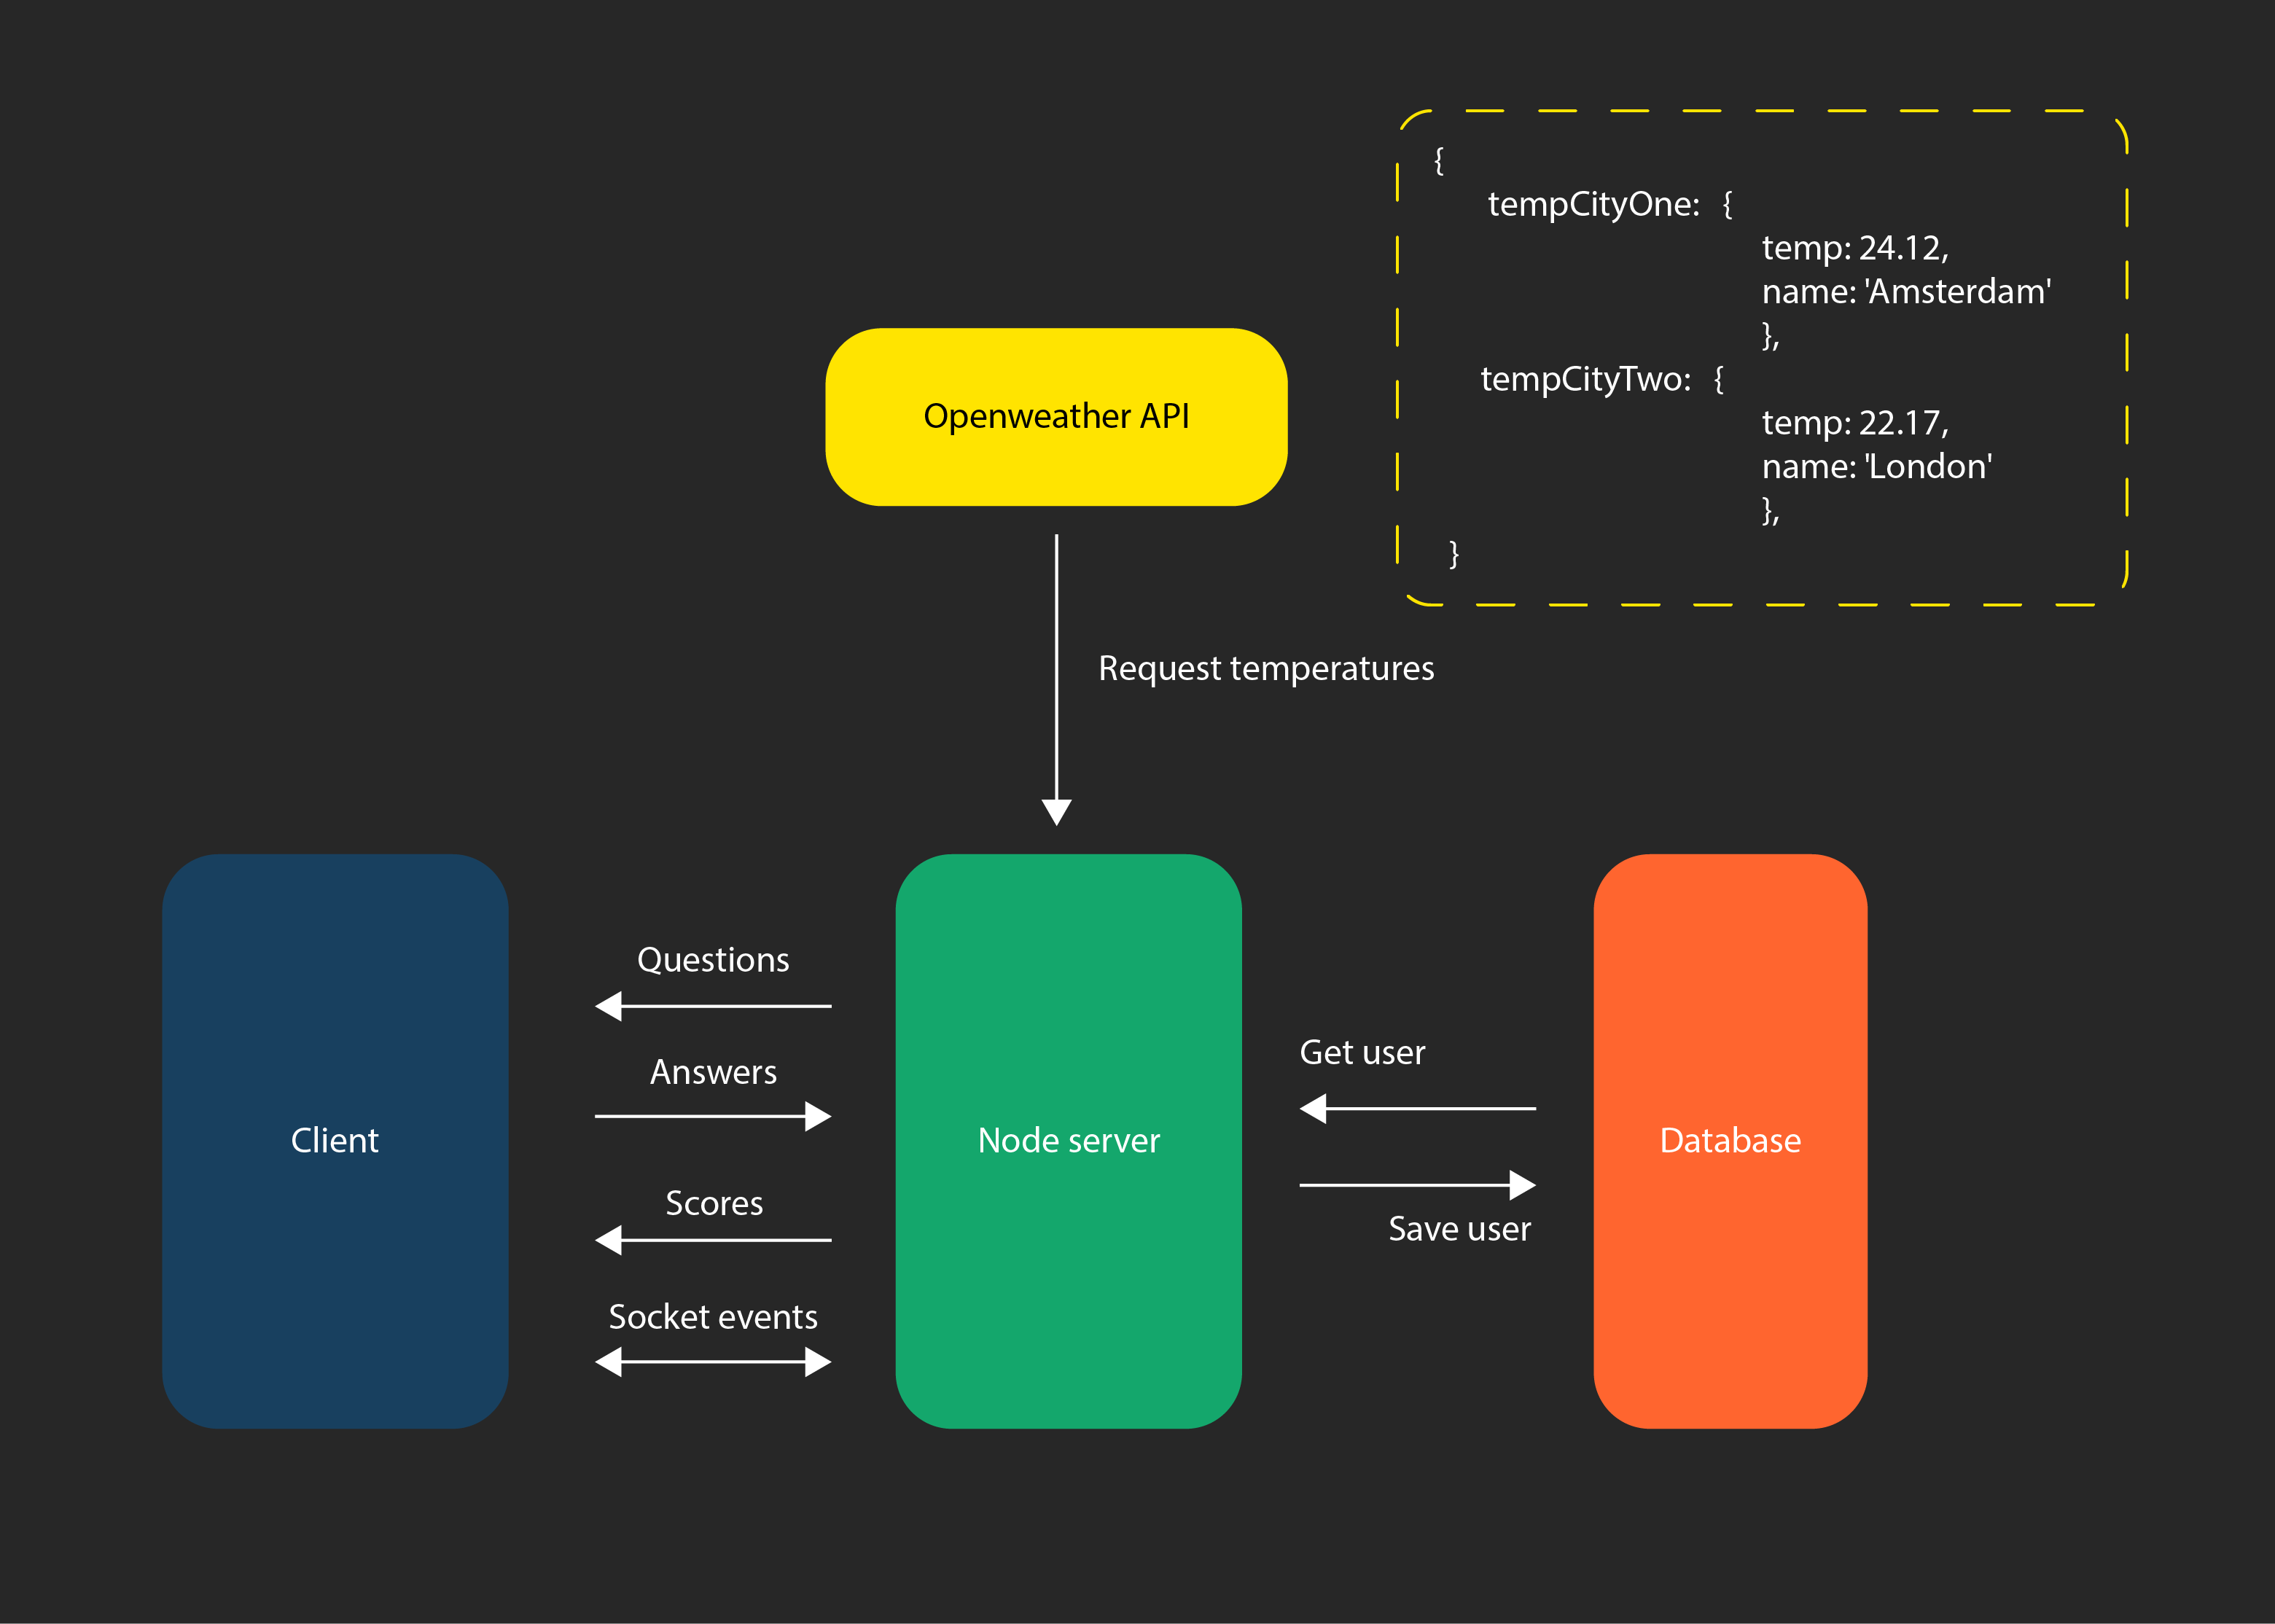 {
tempCityOne: {
temp: 24.12,
name: 'Amsterdam'
},
tempCityTwo: {
temp: 22.17,
name: 'London'
},
}
Openweather API
Request temperatures
Client
Questions
Answers
Scores
Socket events
Node server
Get user
Save user
Database